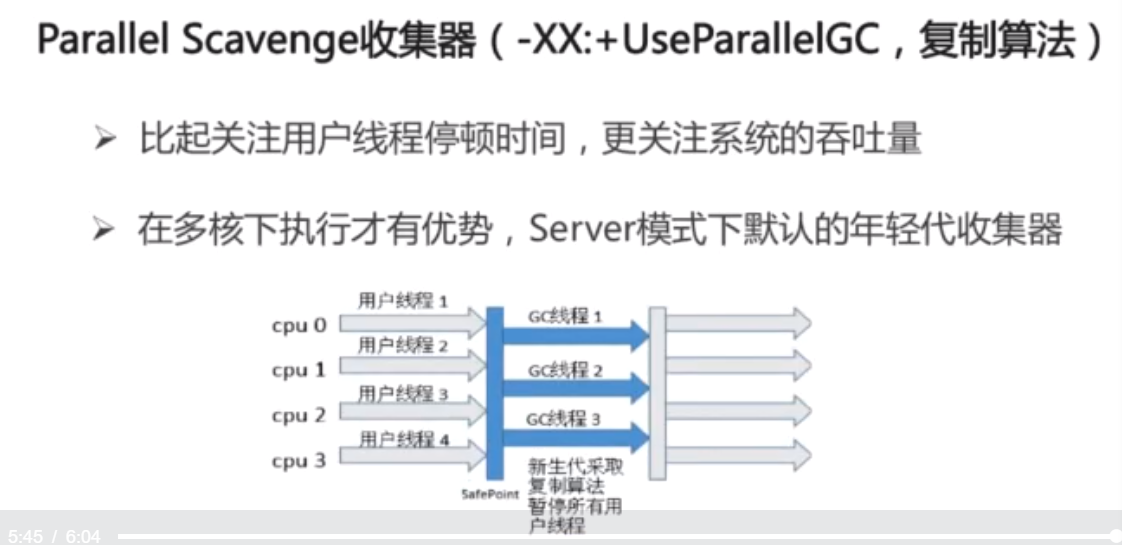 Parallel Scavenge收集器（-XX:+UseParallelGC，复制算法）
比起关注用户线程停顿时间，更关注系统的吞吐量
在多核下执行才有优势，Server模式下默认的年轻代收集器
用户线程 1
GC线程 1
cpu 0
用户线程 2
GC线程 2
cpu 1
用户线程 3
GC线程 3
cpu 2
用户线程 4
cpu 3
SafePoint
新生代采取
复制算法
暂停所有用
户线程
5:45 / 6:04